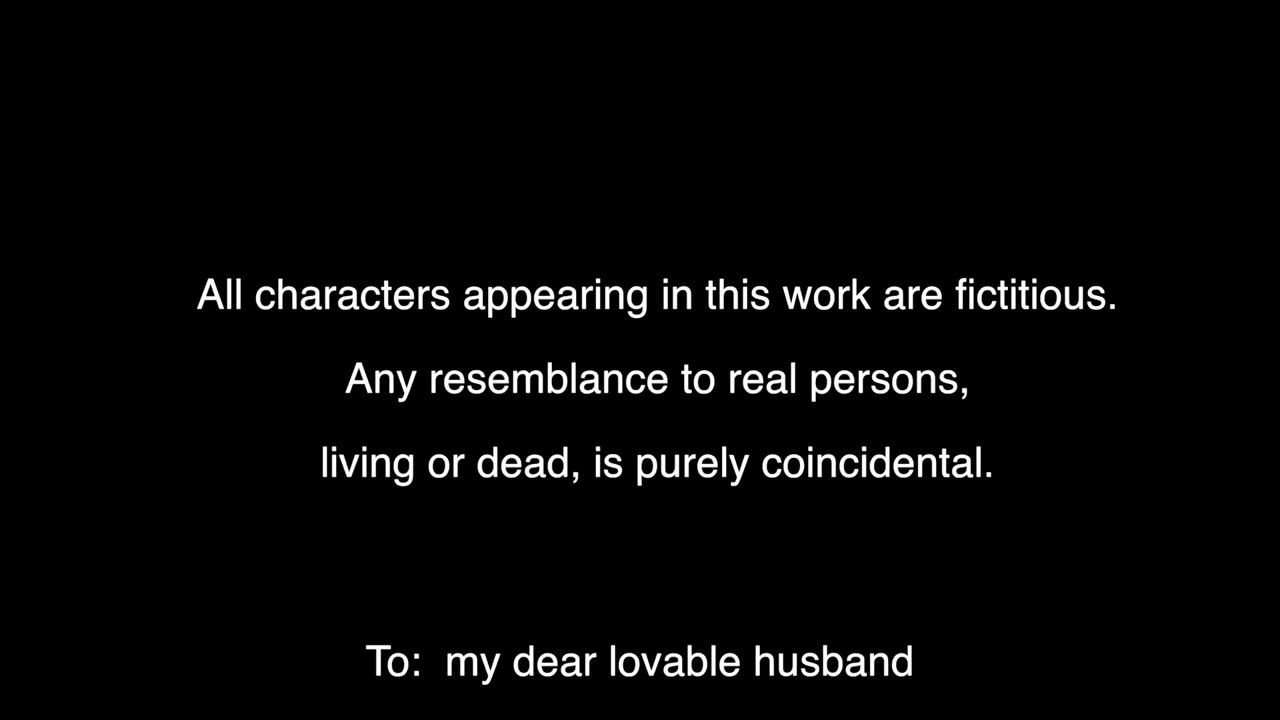 All characters appearing in this work are fictitious.
Any resemblance to real persons,
living or dead, is purely coincidental.
To:  my dear lovable husband